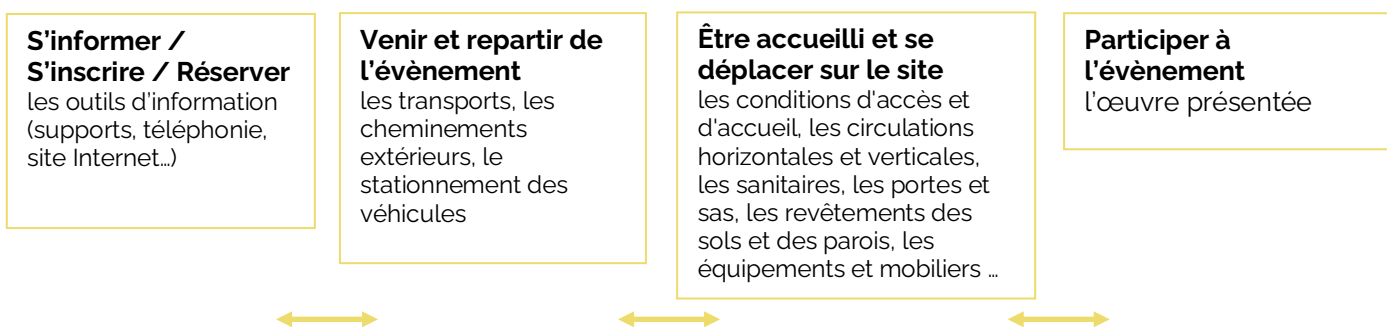 S'informer /
S'inscrire / Réserver
les outils d'information
(supports, téléphonie,
site Internet…)
Venir et repartir de
l'évènement
les transports, les
cheminements
extérieurs, le
stationnement des
véhicules
Être accueilli et se
déplacer sur le site
les conditions d'accès et
d'accueil, les circulations
horizontales et verticales,
les sanitaires, les portes et
sas, les revêtements des
sols et des parois, les
équipements et mobiliers …
Participer à
l'évènement
l'œuvre présentée